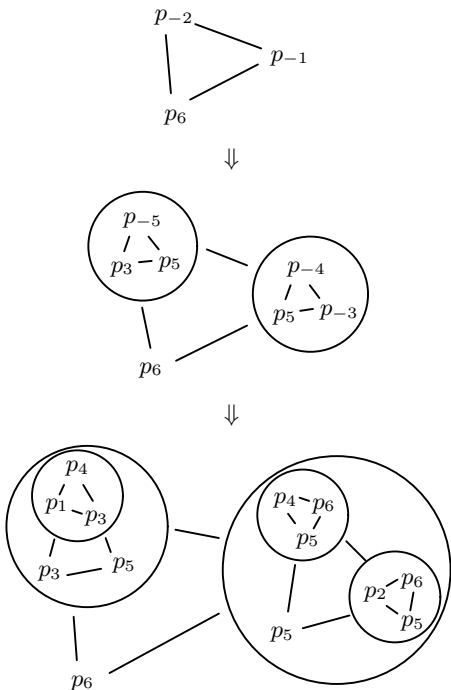 p₋₂
p₋₁
p₆
⇓
p₋₅
p₃ p₅
p₋₄
p₅ p₋₃
p₆
⇓
p₄
p₁ p₃
p₃ p₅
p₄ p₆
p₅
p₂ p₆
p₅
p₅
p₆